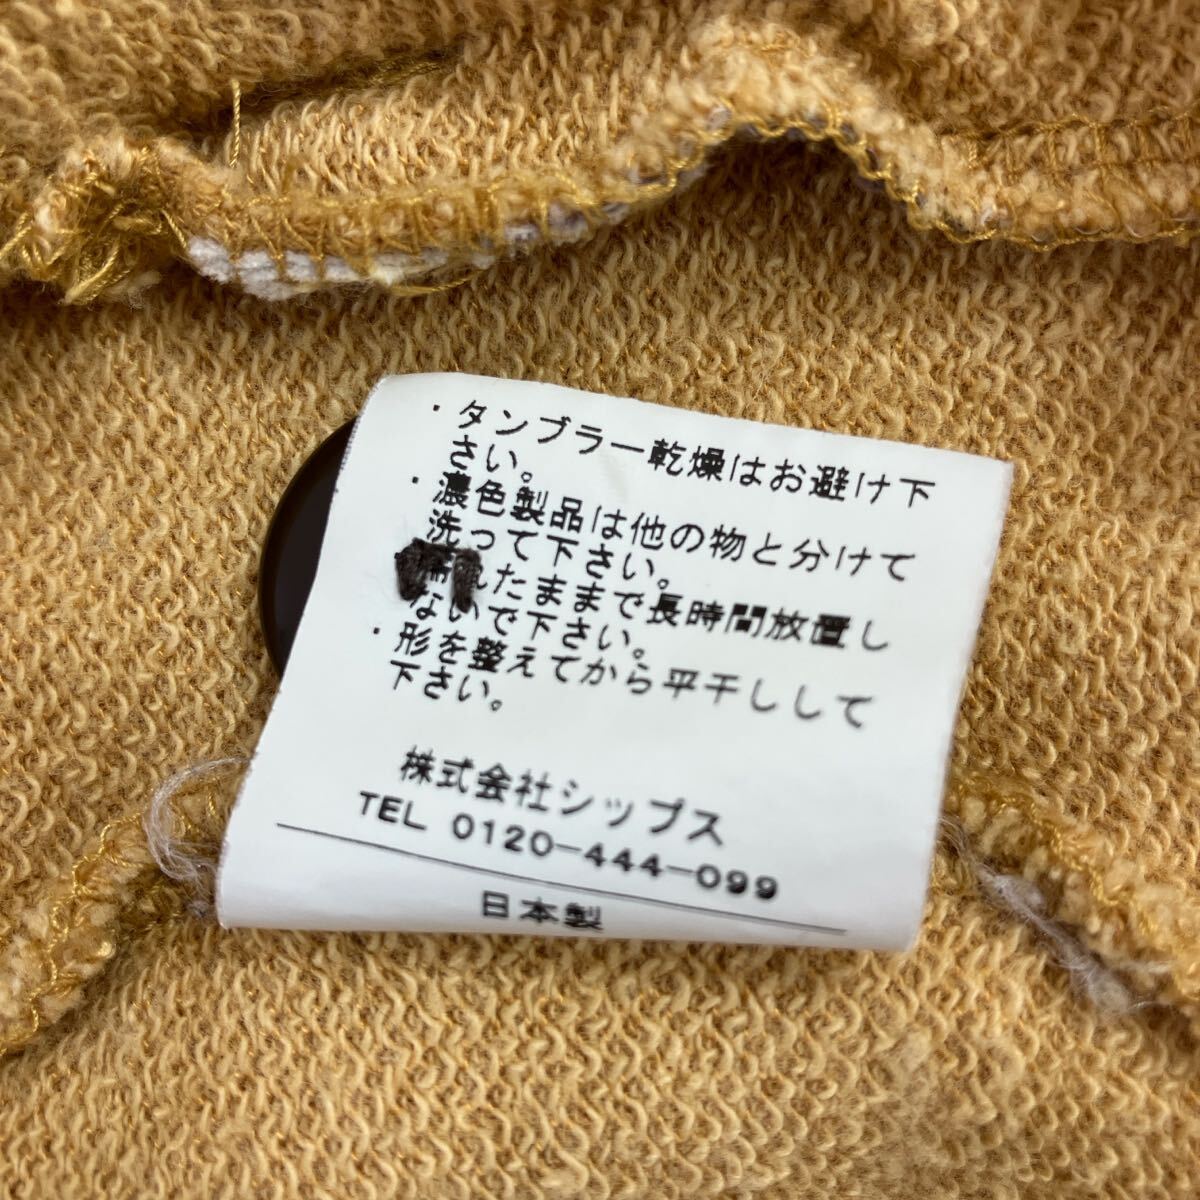 ・タンブラー乾燥はお避け下
さい。
・濃色製品は他の物と分けて
洗って下さい。
濡れたままで長時間放置し
ないで下さい。
・形を整えてから平干しして
下さい。
株式会社シップス
TEL 0120-444-099
日本製